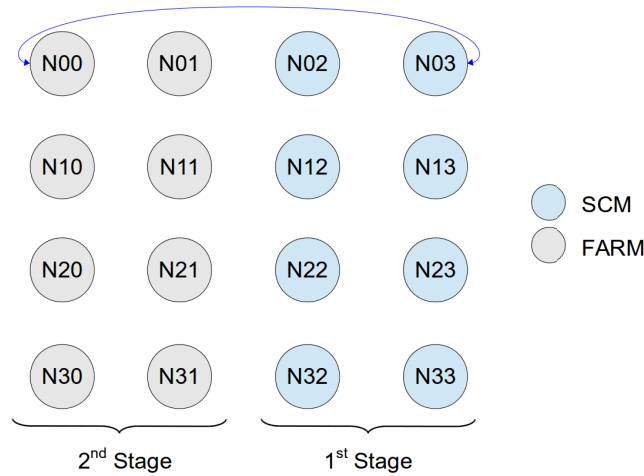 N00 N01 N02 N03
N10 N11 N12 N13
N20 N21 N22 N23
N30 N31 N32 N33
SCM
FARM
2nd Stage
1st Stage